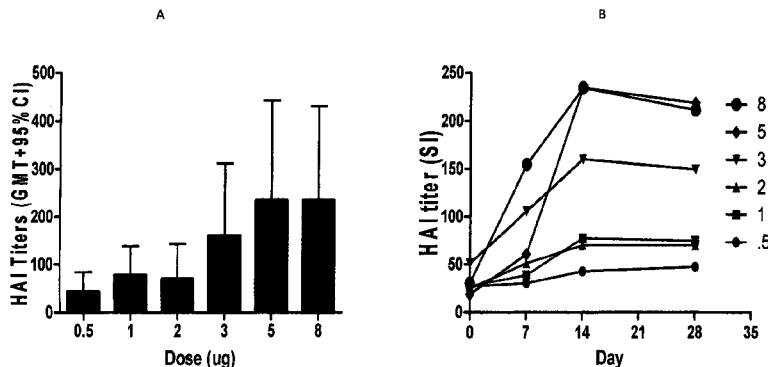 A
HAI Titers (GMT+95%CI)
500
400
300
200
100
0
0.5 1 2 3 5 8
Dose (ug)
B
HAI titer (SI)
250
200
150
100
50
0
0 7 14 21 28 35
Day
8
5
3
2
1
.5